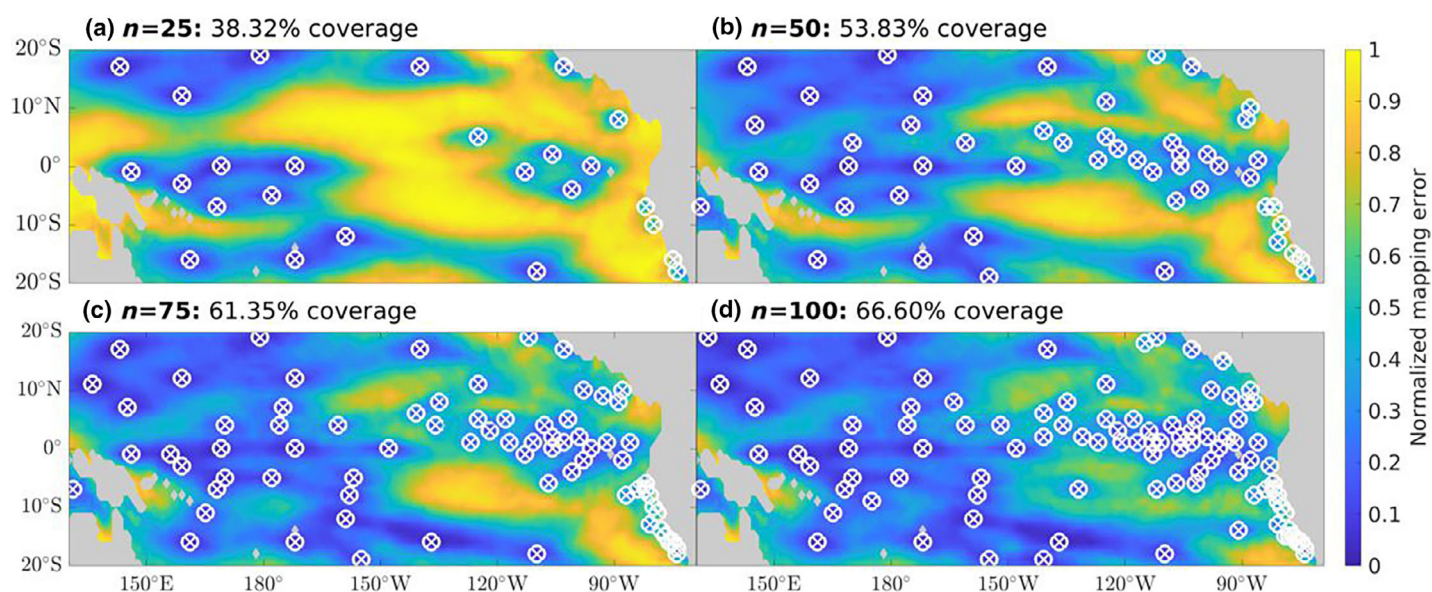 (a) n=25: 38.32% coverage
(b) n=50: 53.83% coverage
20°S
10°N
0°
10°S
20°S
(c) n=75: 61.35% coverage
(d) n=100: 66.60% coverage
20°S
10°N
0°
10°S
20°S
150°E 180° 150°W 120°W 90°W
150°E 180° 150°W 120°W 90°W
1
0.9
0.8
0.7
0.6
0.5
0.4
0.3
0.2
0.1
0
Normalized mapping error